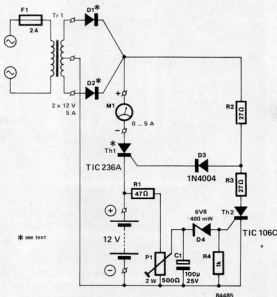 F1
2 A
Tr 1
2 x 12 V
5 A
D1*
D2*
+
M1
0 ... 5 A
−
*
Th1
TIC 236A
D3
1N4004
R2
27Ω
R3
27Ω
Th2
TIC 106C
R1
47Ω
+
12 V
−
* see text
P1
2 W
500Ω
C1
100µ
25V
6V8
400 mW
D4
R4
1k
84485